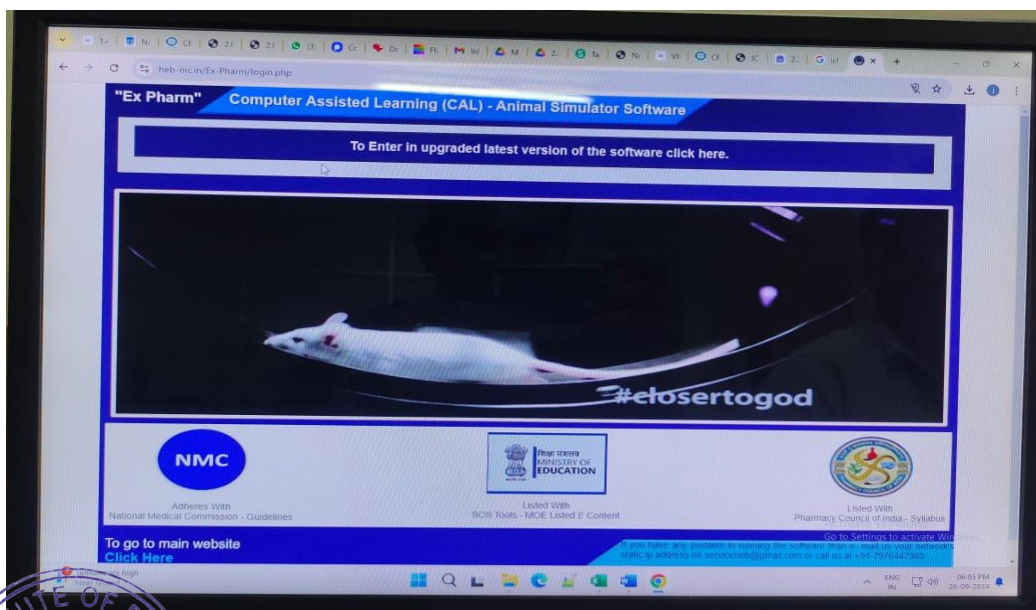 heb-nic.in/Ex-Pharm/login.php
"Ex Pharm" Computer Assisted Learning (CAL) - Animal Simulator Software
To Enter in upgraded latest version of the software click here.
#closertogod
NMC
शिक्षा मंत्रालय
MINISTRY OF
EDUCATION
Adheres With
National Medical Commission - Guidelines
Listed With
SOS Tools - MOE Listed E Content
Listed With
Pharmacy Council of India - Syllabus
Go to Settings to activate Windows
To go to main website
Click Here
If you have any problem in running the software than e- mail us your network's
static ip address on serviceheb@gmail.com or call us at +91-7976447983
ENG
IN
06:03 PM
26-09-2024